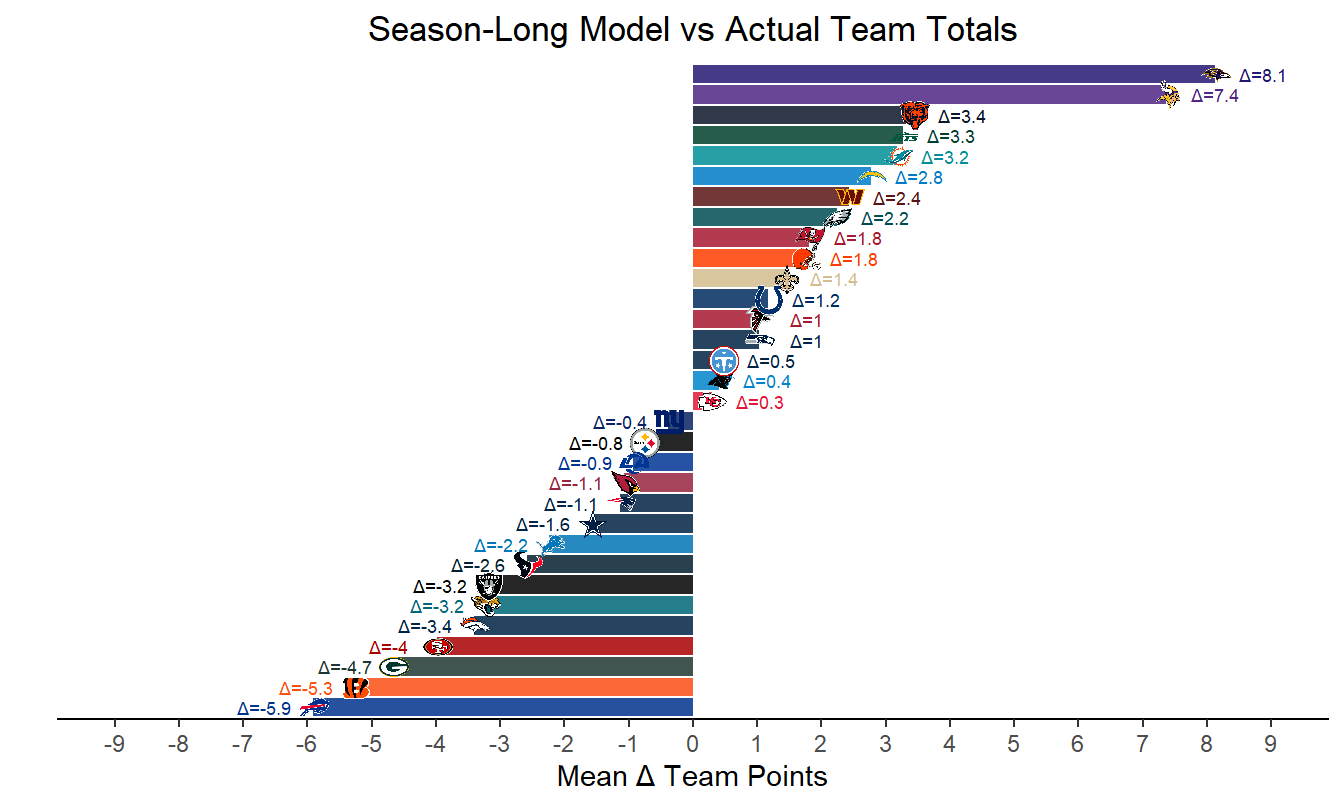 Season-Long Model vs Actual Team Totals
Δ=8.1
Δ=7.4
Δ=3.4
Δ=3.3
Δ=3.2
Δ=2.8
Δ=2.4
Δ=2.2
Δ=1.8
Δ=1.8
Δ=1.4
Δ=1.2
Δ=1
Δ=1
Δ=0.5
Δ=0.4
Δ=0.3
Δ=-0.4 ny
Δ=-0.8
Δ=-0.9
Δ=-1.1
Δ=-1.1
Δ=-1.6
Δ=-2.2
Δ=-2.6
Δ=-3.2
Δ=-3.2
Δ=-3.4
Δ=-4 SF
Δ=-4.7 G
Δ=-5.3 B
Δ=-5.9
-9 -8 -7 -6 -5 -4 -3 -2 -1 0 1 2 3 4 5 6 7 8 9
Mean Δ Team Points